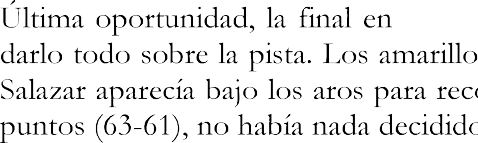 Última oportunidad, la final en
darlo todo sobre la pista. Los amarillo
Salazar aparecía bajo los aros para reco
puntos (63-61), no había nada decidido